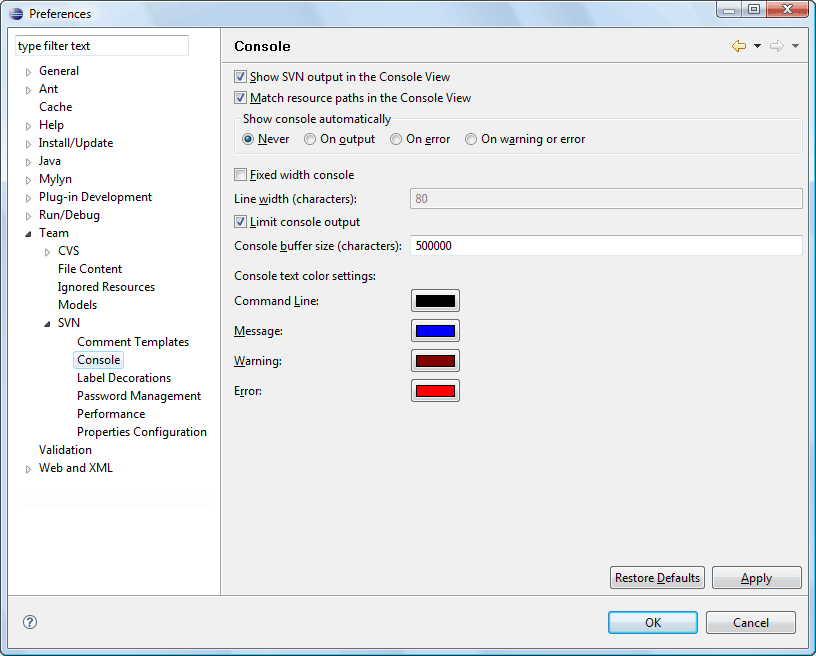 Preferences
type filter text
General
Ant
Cache
Help
Install/Update
Java
Mylyn
Plug-in Development
Run/Debug
Team
CVS
File Content
Ignored Resources
Models
SVN
Comment Templates
Console
Label Decorations
Password Management
Performance
Properties Configuration
Validation
Web and XML
Console
Show SVN output in the Console View
Match resource paths in the Console View
Show console automatically
Never On output On error On warning or error
Fixed width console
Line width (characters): 80
Limit console output
Console buffer size (characters): 500000
Console text color settings:
Command Line:
Message:
Warning:
Error:
Restore Defaults Apply
? OK Cancel